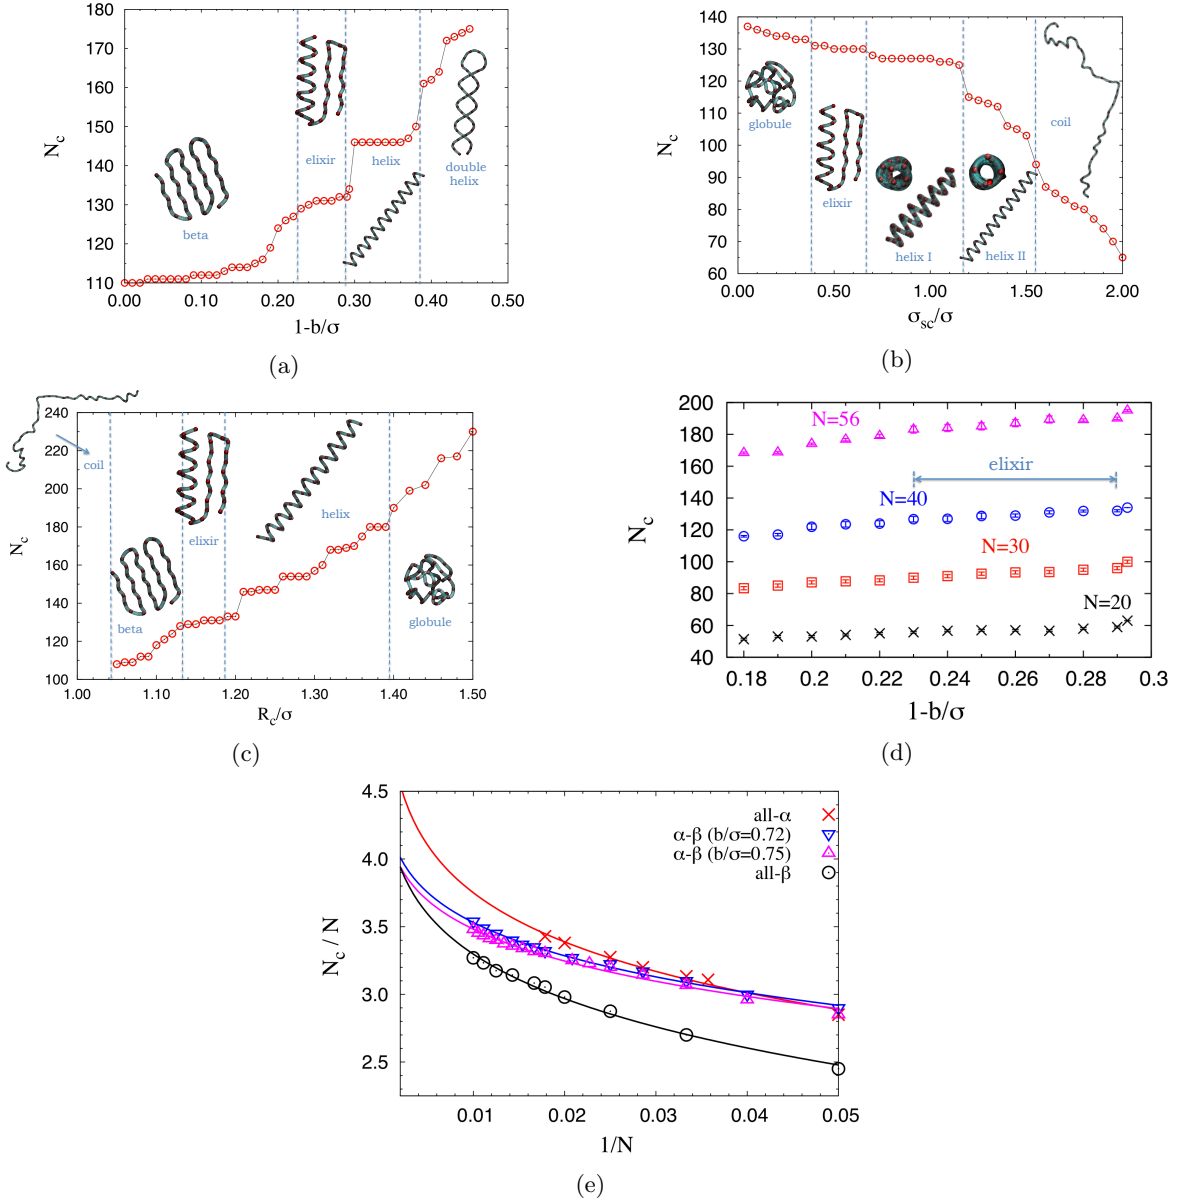 180
170
160
150
140
130
120
110
N_c
elixir
helix
double
helix
beta
0.00 0.10 0.20 0.30 0.40 0.50
1-b/σ
(a)
140
130
120
110
100
90
80
70
60
N_c
globule
elixir
helix I
helix II
coil
0.00 0.50 1.00 1.50 2.00
σ_sc/σ
(b)
240
220
200
180
160
140
120
100
N_c
coil
beta
elixir
helix
globule
1.00 1.10 1.20 1.30 1.40 1.50
R_c/σ
(c)
200
180
160
140
120
100
80
60
40
N_c
N=56
elixir
N=40
N=30
N=20
0.18 0.2 0.22 0.24 0.26 0.28 0.3
1-b/σ
(d)
4.5
4.0
3.5
3.0
2.5
N_c / N
all-α
α-β (b/σ=0.72)
α-β (b/σ=0.75)
all-β
0.01 0.02 0.03 0.04 0.05
1/N
(e)